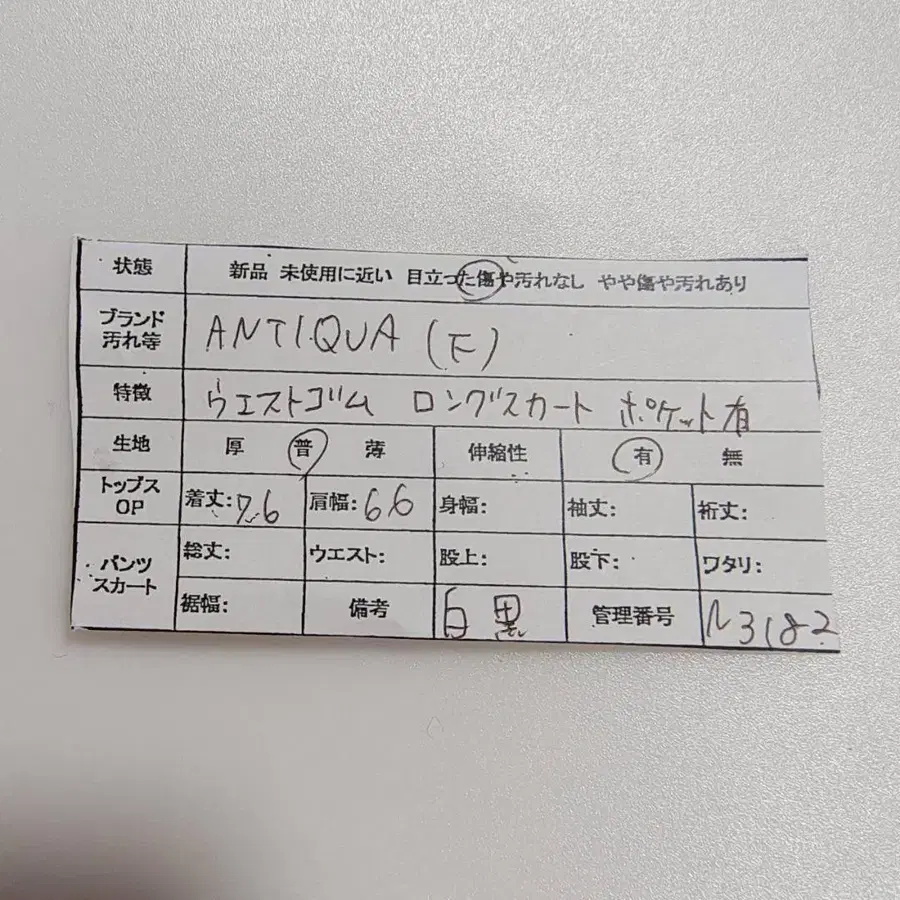 状態 新品 未使用に近い 目立った傷や汚れなし やや傷や汚れあり
ブランド
汚れ等 ANTIQUA (下)
特徴 ウエストゴム ロングスカート ポケット有
生地 厚 普 薄 伸縮性 有 無
トップス
OP 着丈:76 肩幅:66 身幅: 袖丈: 裄丈:
パンツ
スカート 総丈: ウエスト: 股上: 股下: ワタリ:
裾幅: 備考 白黒 管理番号 N3182